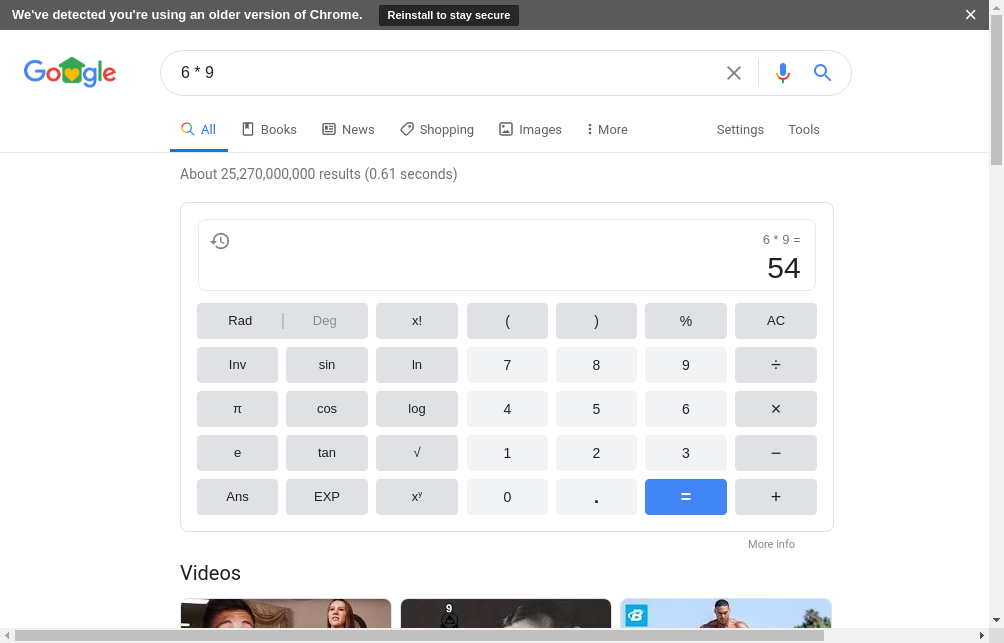 We've detected you're using an older version of Chrome. Reinstall to stay secure
Google
6 * 9
All Books News Shopping Images More Settings Tools
About 25,270,000,000 results (0.61 seconds)
6 * 9 =
54
Rad Deg x! ( ) % AC
Inv sin ln 7 8 9 ÷
π cos log 4 5 6 ×
e tan √ 1 2 3 −
Ans EXP xʸ 0 . = +
More info
Videos
9